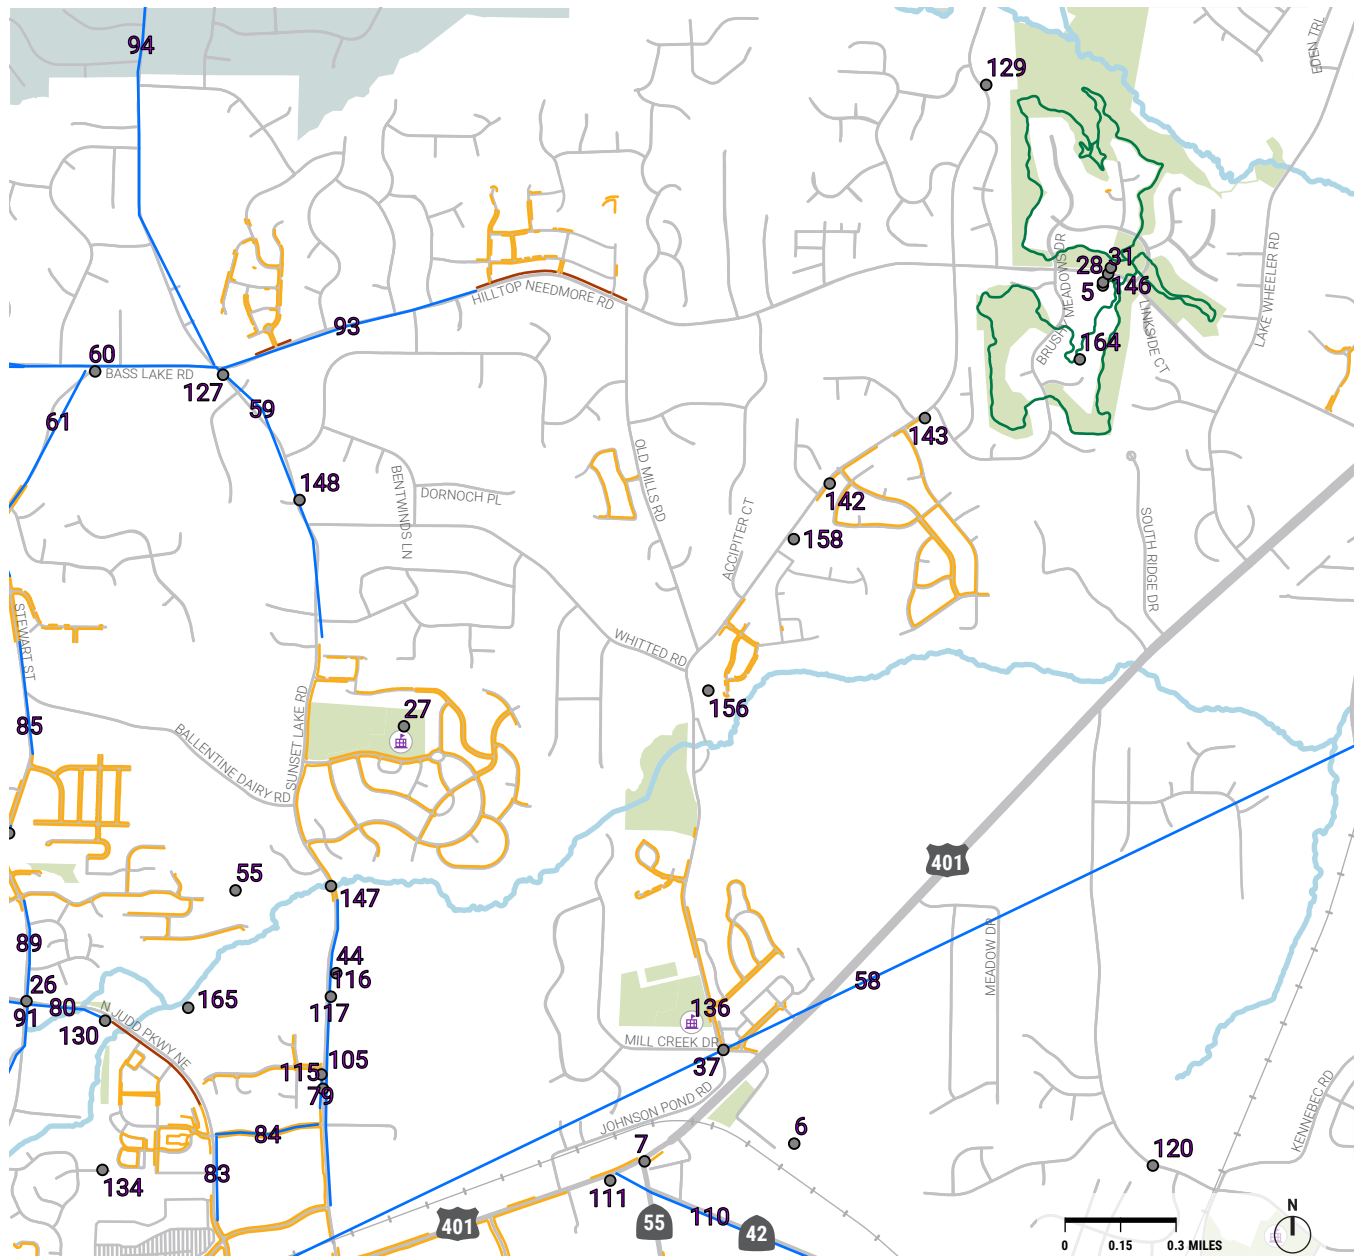 94
129
EDEN TRL
31
28
5
146
MEADOWS DR
BRUSH
LINKSIDE CT
LAKE WHEELER RD
164
HILLTOP NEEDMORE RD
93
60
BASS LAKE RD
127
59
61
143
148
BENTWINDS LN
DORNOCH PL
OLD MILLS RD
142
ACCIPITER CT
158
SOUTH RIDGE DR
STEWART ST
WHITTED RD
156
27
SUNSET LAKE RD
85
BALLENTINE DAIRY RD
401
55
147
89
44
116
117
58
MEADOW DR
26
80
91
130
165
N JUDD PKWY NE
136
MILL CREEK DR
37
105
115
79
JOHNSON POND RD
KENNEBEC RD
84
83
134
7
6
120
111
110
401
55
42
N
0 0.15 0.3 MILES